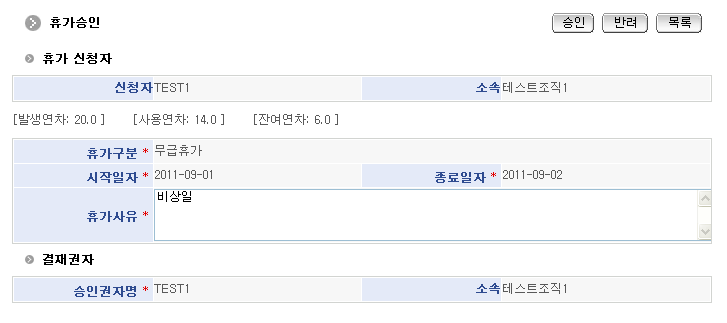 휴가승인 승인 반려 목록
휴가 신청자
신청자 TEST1 소속 테스트조직1
[발생연차: 20.0 ] [사용연차: 14.0 ] [잔여연차: 6.0 ]
휴가구분 * 무급휴가
시작일자 * 2011-09-01 종료일자 * 2011-09-02
휴가사유 * 비상일
결재권자
승인권자명 * TEST1 소속 테스트조직1